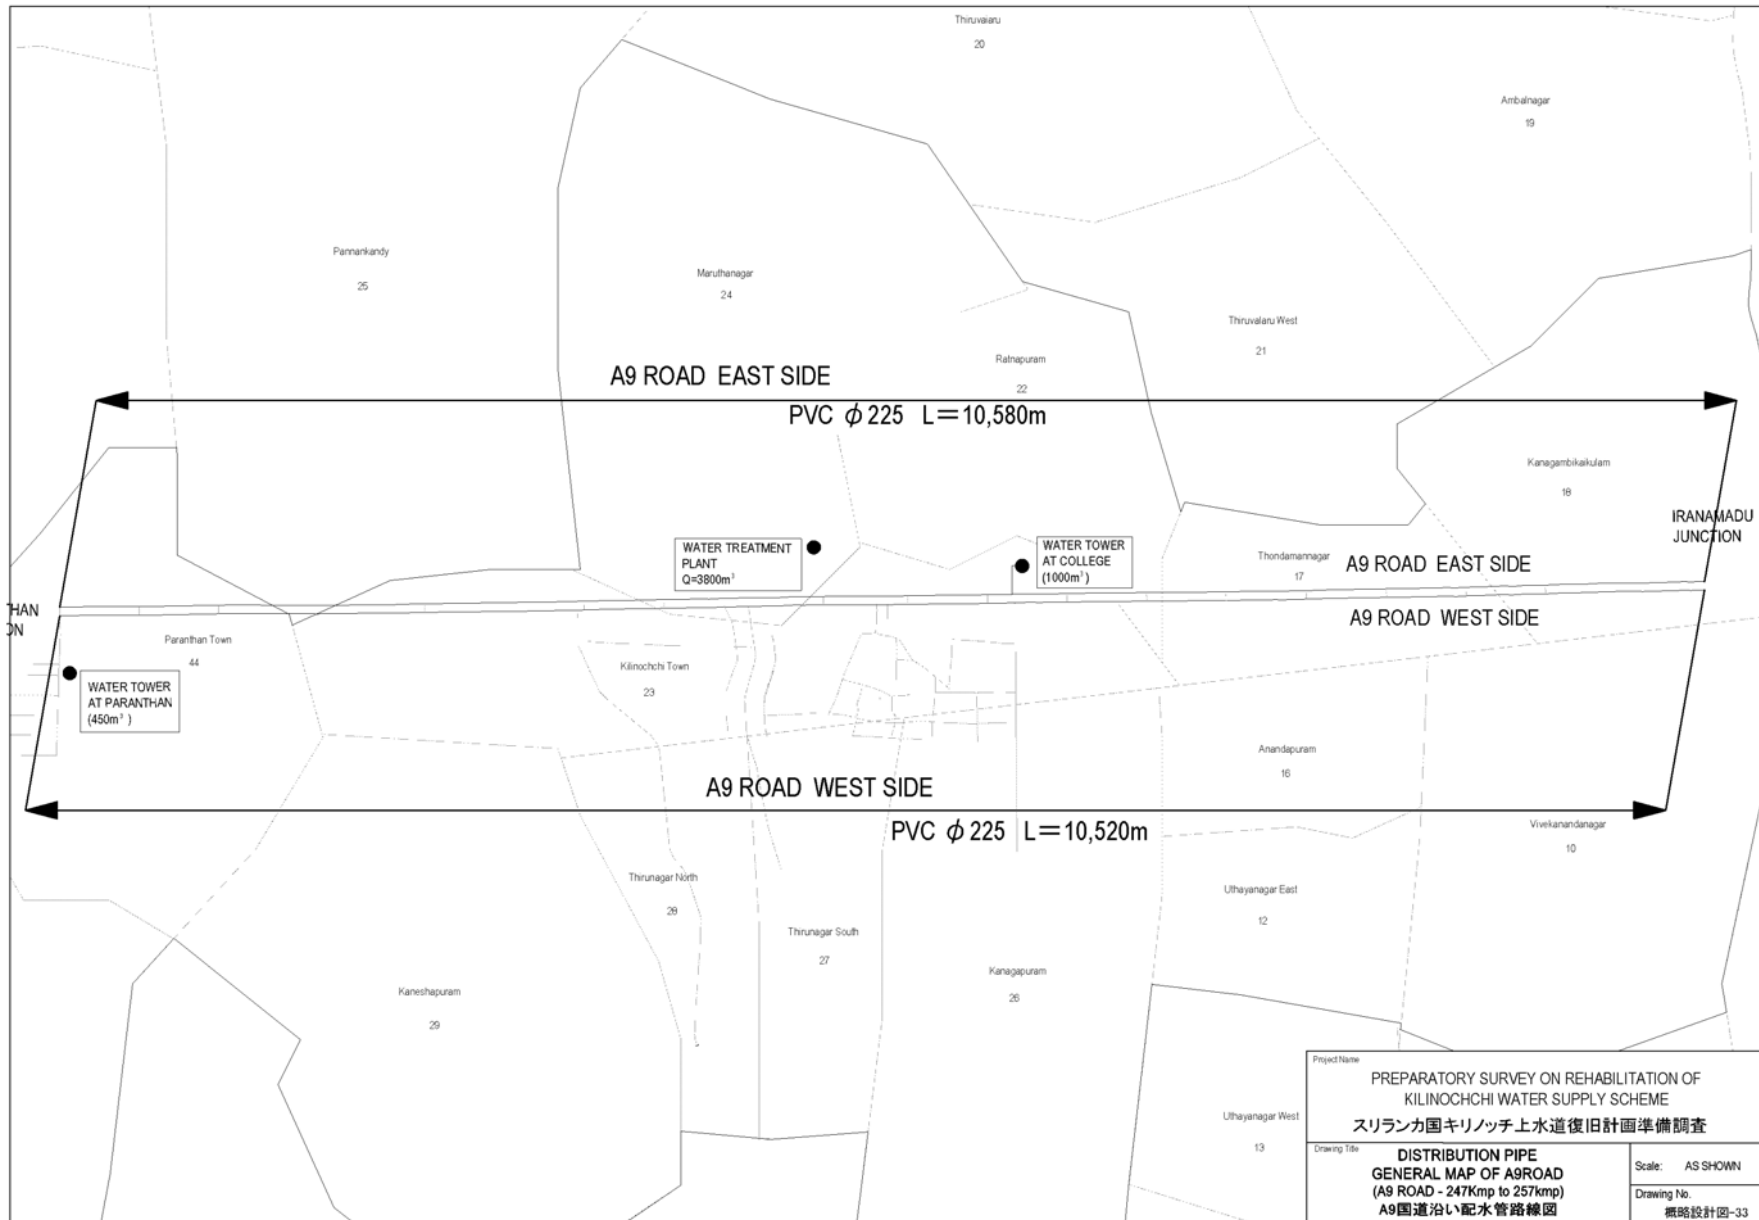 Thiruvaiaru
20
Ambalnagar
19
Pannankandy
25
Maruthanagar
24
Thiruvalaru West
21
Ratnapuram
22
A9 ROAD EAST SIDE
PVC φ225 L=10,580m
Kanagambikaikulam
18
IRANAMADU
JUNCTION
WATER TREATMENT
PLANT
Q=3800m³
WATER TOWER
AT COLLEGE
(1000m³)
Thondamannagar
17
A9 ROAD EAST SIDE
A9 ROAD WEST SIDE
THAN
ON
Paranthan Town
44
WATER TOWER
AT PARANTHAN
(450m³)
Kilinochchi Town
23
Anandapuram
16
A9 ROAD WEST SIDE
PVC φ225 L=10,520m
Vivekanandanagar
10
Thirunagar North
28
Uthayanagar East
12
Thirunagar South
27
Kanagapuram
26
Kaneshapuram
29
Uthayanagar West
13
Project Name
PREPARATORY SURVEY ON REHABILITATION OF
KILINOCHCHI WATER SUPPLY SCHEME
スリランカ国キリノッチ上水道復旧計画準備調査
Drawing Title
DISTRIBUTION PIPE
GENERAL MAP OF A9ROAD
(A9 ROAD - 247Kmp to 257kmp)
A9国道沿い配水管路線図
Scale: AS SHOWN
Drawing No.
概略設計図-33